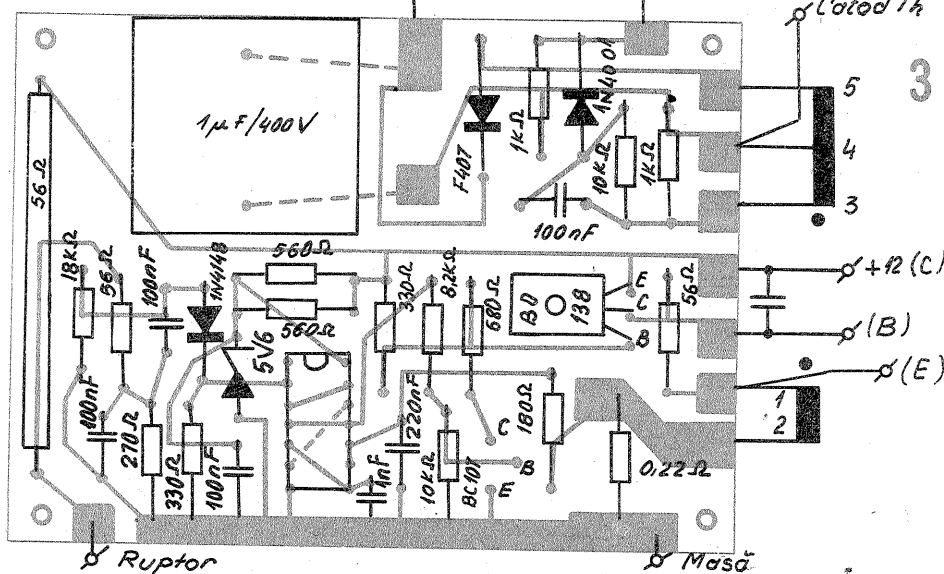 Catod Th
3
1µF/400V
F407
1kΩ
1N4001
10kΩ
1kΩ
100nF
5
4
3
56Ω
18kΩ
56Ω
100nF
1N4148
560Ω
560Ω
5V6
330Ω
8,2kΩ
680Ω
BD
138
E
C
B
56Ω
+12 (C)
(B)
(E)
1
2
100nF
270Ω
330Ω
100nF
1nF
220nF
10kΩ
BC107
C
B
E
180Ω
0,22Ω
Ruptor
Masă